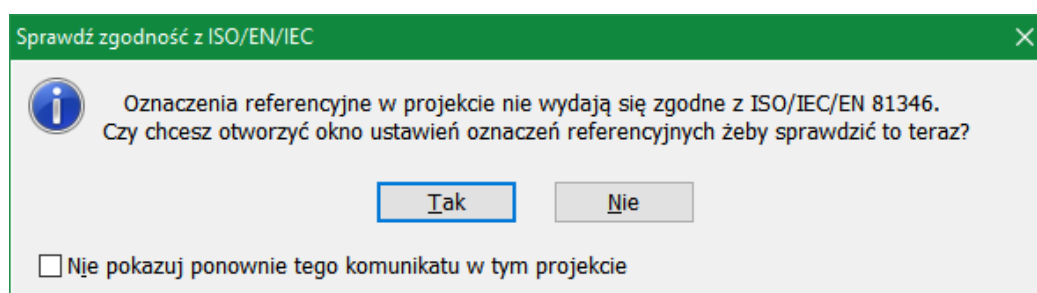 Sprawdź zgodność z ISO/EN/IEC
Oznaczenia referencyjne w projekcie nie wydają się zgodne z ISO/IEC/EN 81346.
Czy chcesz otworzyć okno ustawień oznaczeń referencyjnych żeby sprawdzić to teraz?
Tak
Nie
Nie pokazuj ponownie tego komunikatu w tym projekcie